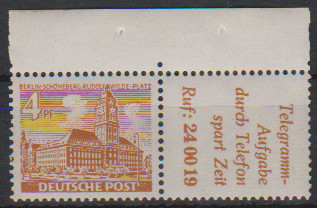 BERLIN-SCHÖNEBERG·RUDOLF-WILDE-PLATZ
4
PF
DEUTSCHE POST
Telegramm-
Aufgabe
durch Telefon
spart Zeit
Ruf: 24 00 19